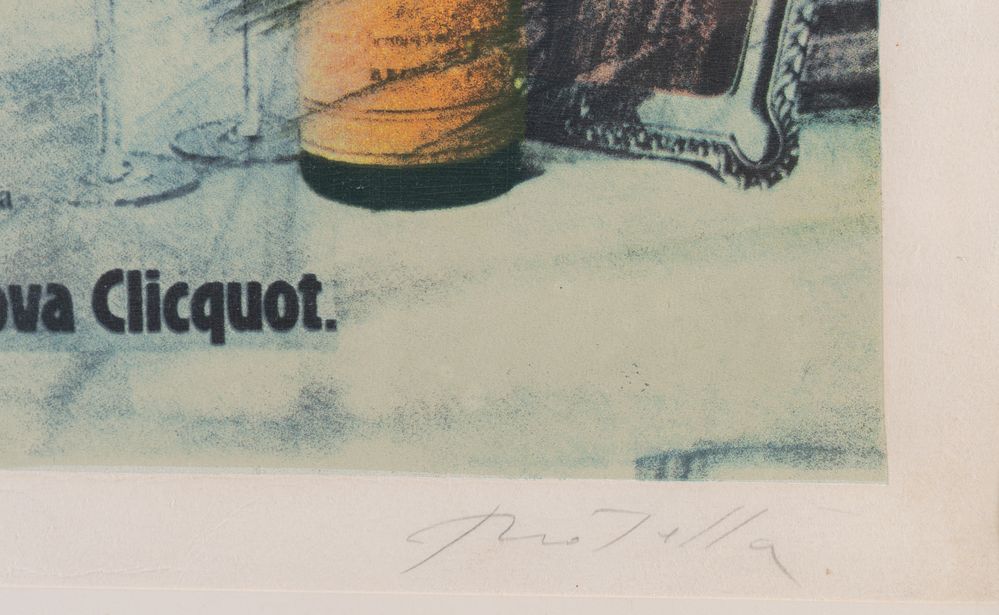 a
ova Clicquot.
Rotella